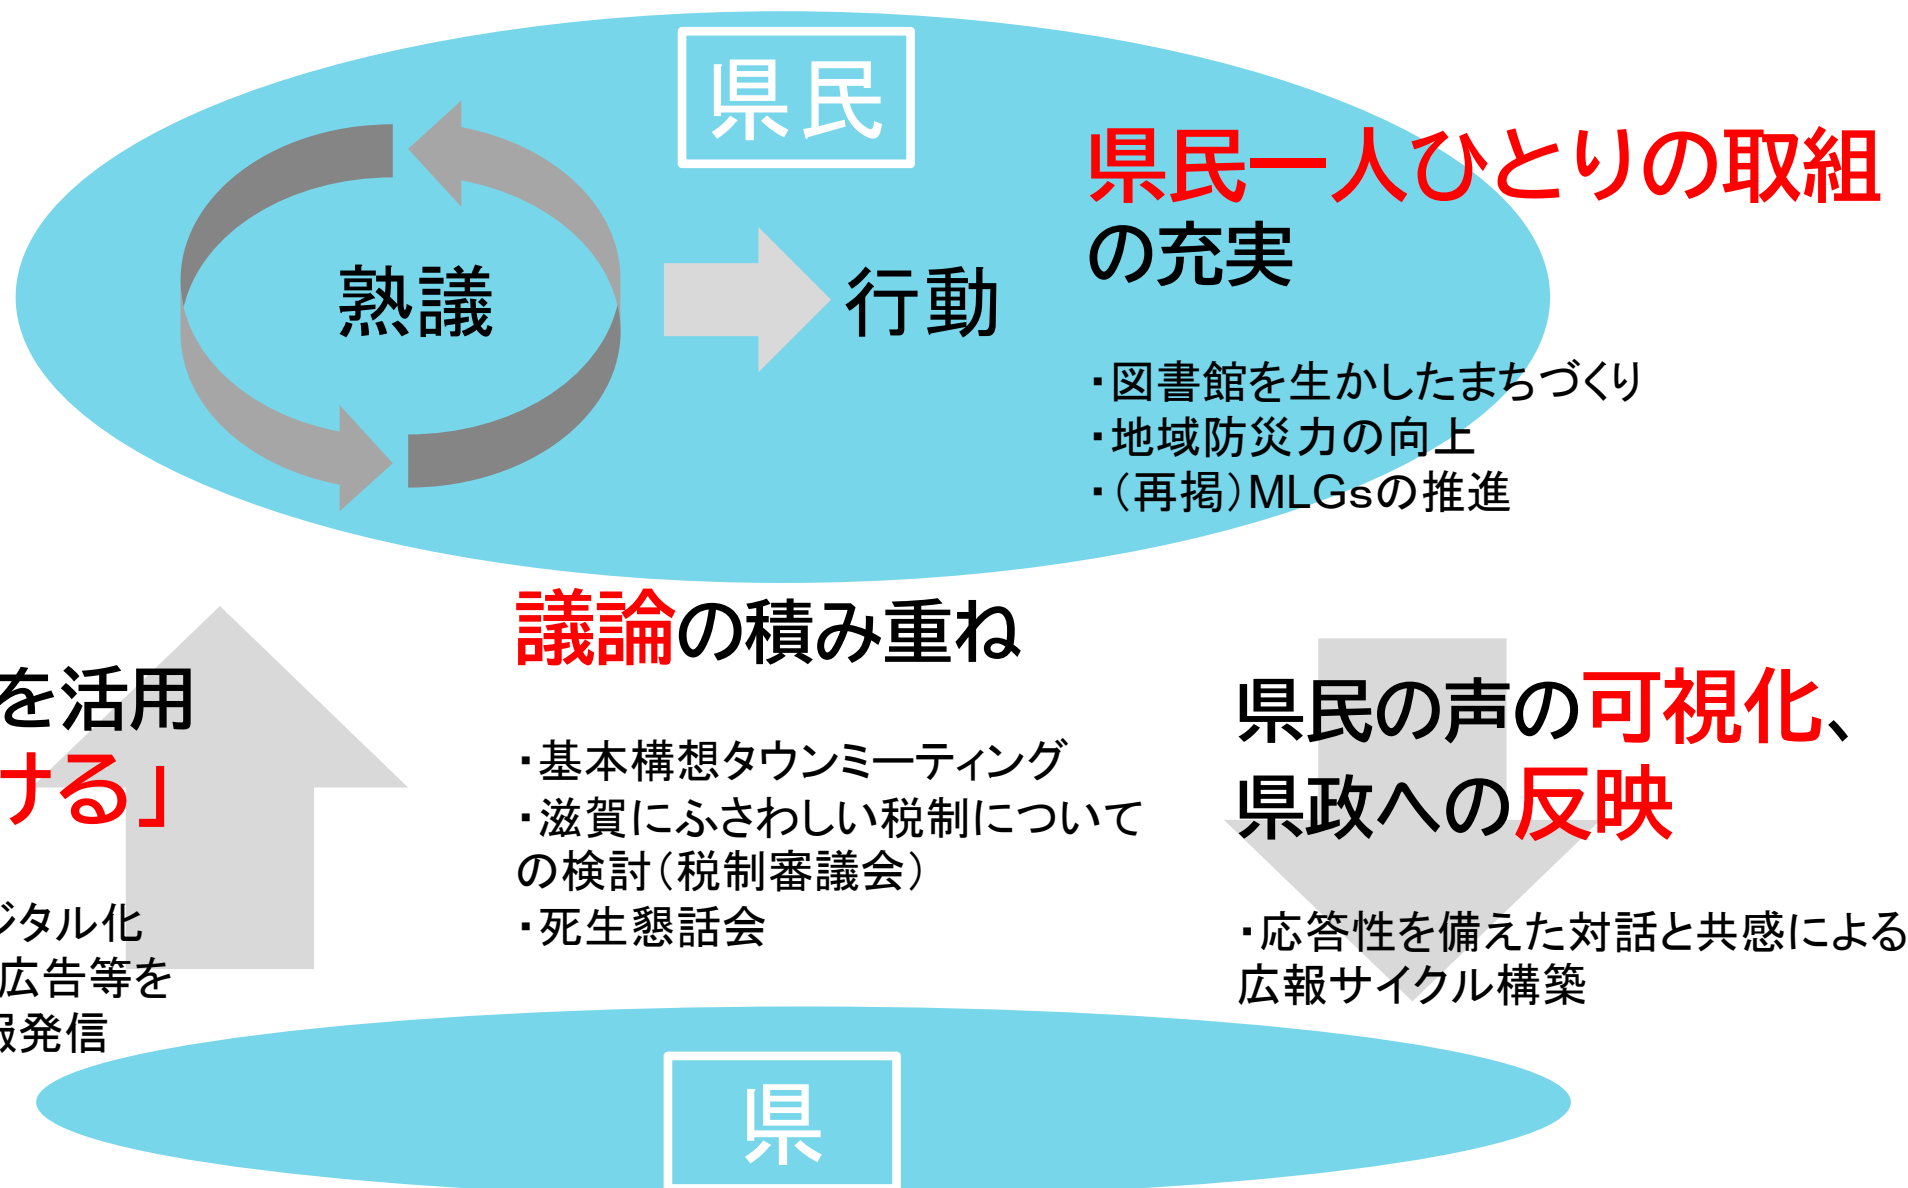 県民
県民一人ひとりの取組
の充実
熟議
行動
・図書館を生かしたまちづくり
・地域防災力の向上
・(再掲)MLGsの推進
議論の積み重ね
・基本構想タウンミーティング
・滋賀にふさわしい税制について
の検討(税制審議会)
・死生懇話会
を活用
ける」
ジタル化
広告等を
報発信
県民の声の可視化、
県政への反映
・応答性を備えた対話と共感による
広報サイクル構築
県